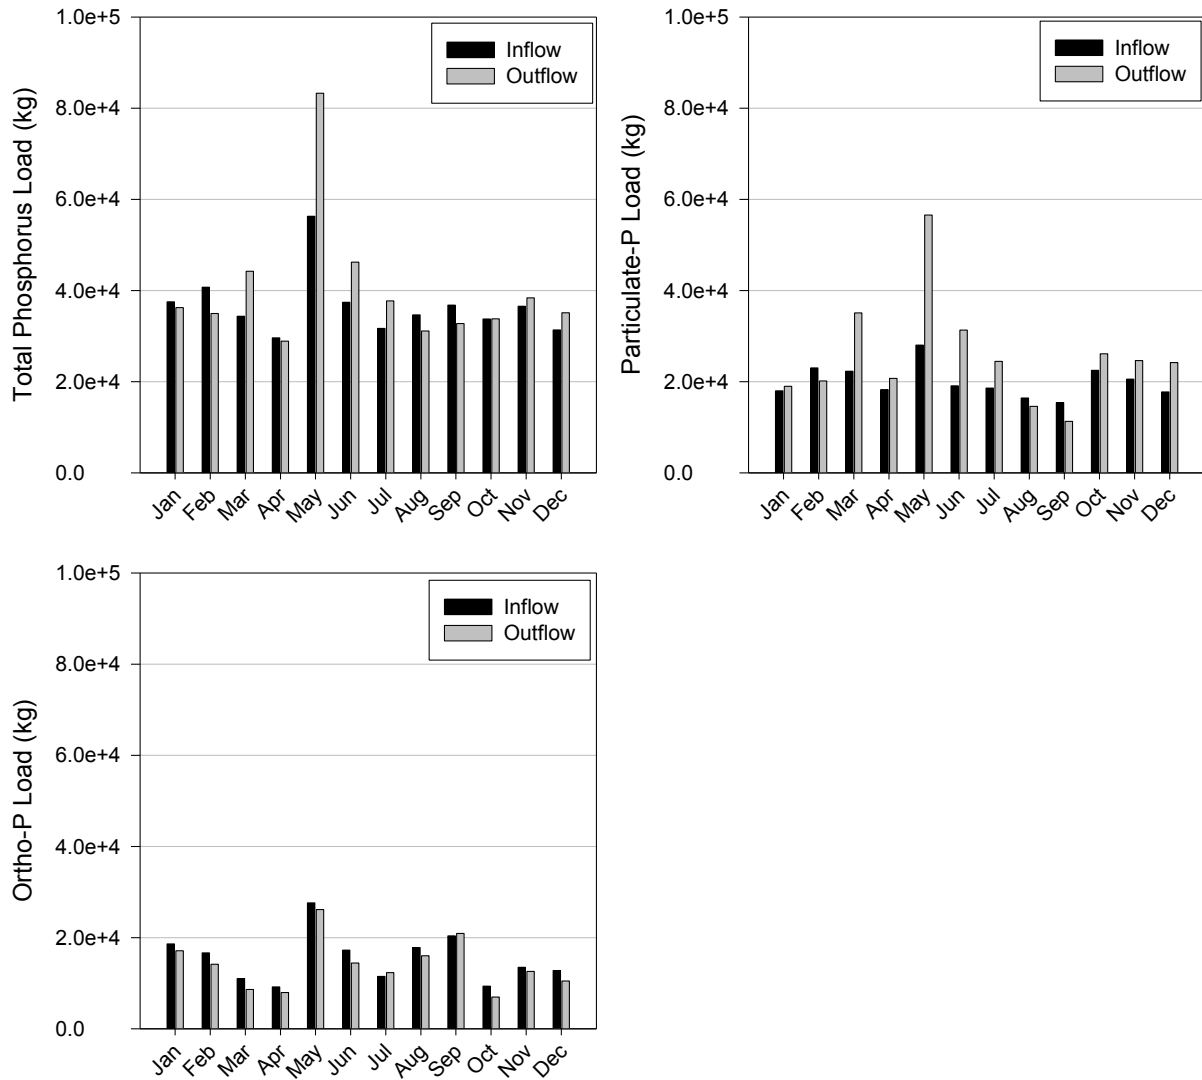 Total Phosphorus Load (kg)
1.0e+5
8.0e+4
6.0e+4
4.0e+4
2.0e+4
0.0
Inflow
Outflow
Jan Feb Mar Apr May Jun Jul Aug Sep Oct Nov Dec
Particulate-P Load (kg)
1.0e+5
8.0e+4
6.0e+4
4.0e+4
2.0e+4
0.0
Inflow
Outflow
Jan Feb Mar Apr May Jun Jul Aug Sep Oct Nov Dec
Ortho-P Load (kg)
1.0e+5
8.0e+4
6.0e+4
4.0e+4
2.0e+4
0.0
Inflow
Outflow
Jan Feb Mar Apr May Jun Jul Aug Sep Oct Nov Dec